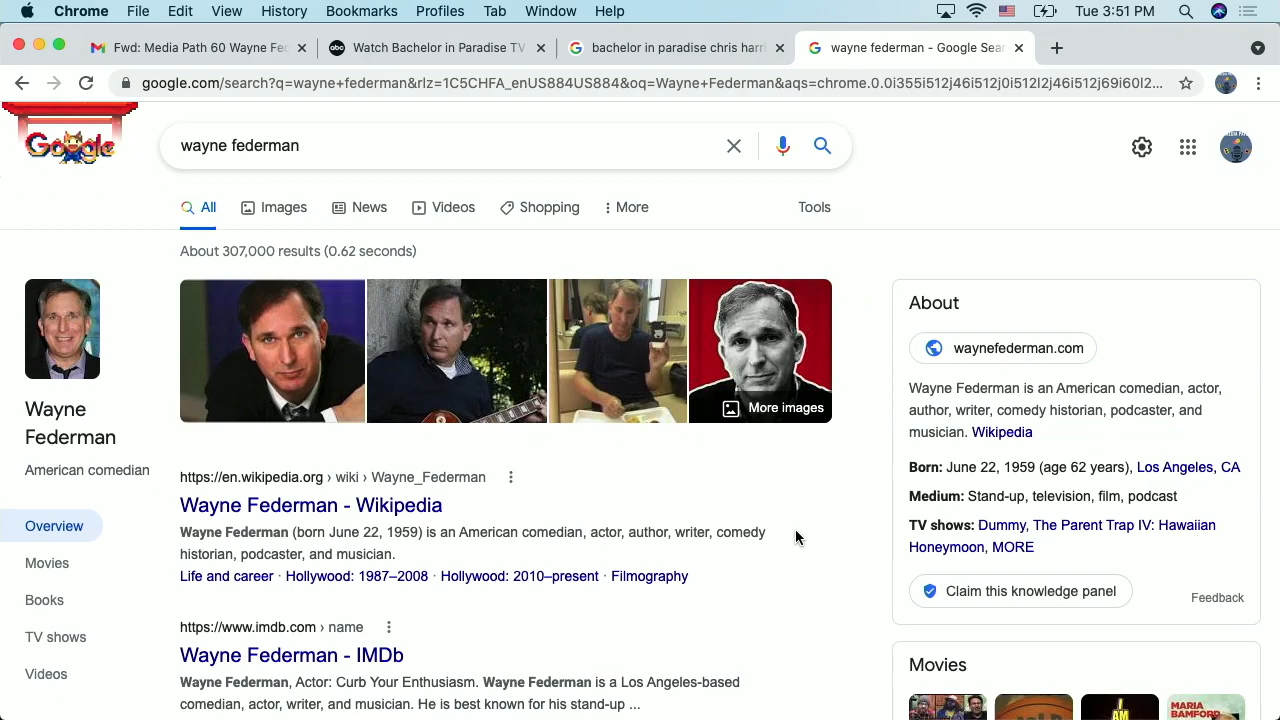 Chrome File Edit View History Bookmarks Profiles Tab Window Help Tue 3:51 PM
Fwd: Media Path 60 Wayne Fe
Watch Bachelor in Paradise TV
bachelor in paradise chris harri
wayne federman - Google Sear
google.com/search?q=wayne+federman&rlz=1C5CHFA_enUS884US884&oq=Wayne+Federman&aqs=chrome.0.0i355i512j46i512j0i512l2j46i512j69i60l2...
Google
wayne federman
All Images News Videos Shopping More Tools
About 307,000 results (0.62 seconds)
Wayne
Federman
American comedian
Overview
Movies
Books
TV shows
Videos
More images
https://en.wikipedia.org › wiki › Wayne_Federman
Wayne Federman - Wikipedia
Wayne Federman (born June 22, 1959) is an American comedian, actor, author, writer, comedy
historian, podcaster, and musician.
Life and career · Hollywood: 1987–2008 · Hollywood: 2010–present · Filmography
https://www.imdb.com › name
Wayne Federman - IMDb
Wayne Federman, Actor: Curb Your Enthusiasm. Wayne Federman is a Los Angeles-based
comedian, actor, writer, and musician. He is best known for his stand-up ...
About
waynefederman.com
Wayne Federman is an American comedian, actor,
author, writer, comedy historian, podcaster, and
musician. Wikipedia
Born: June 22, 1959 (age 62 years), Los Angeles, CA
Medium: Stand-up, television, film, podcast
TV shows: Dummy, The Parent Trap IV: Hawaiian
Honeymoon, MORE
Claim this knowledge panel
Feedback
Movies
I AM
MARIA
BAMFORD